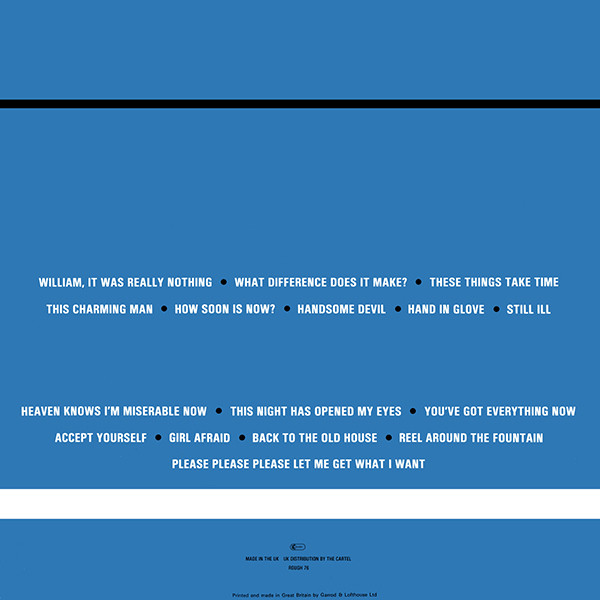 WILLIAM, IT WAS REALLY NOTHING ● WHAT DIFFERENCE DOES IT MAKE? ● THESE THINGS TAKE TIME
THIS CHARMING MAN ● HOW SOON IS NOW? ● HANDSOME DEVIL ● HAND IN GLOVE ● STILL ILL
HEAVEN KNOWS I'M MISERABLE NOW ● THIS NIGHT HAS OPENED MY EYES ● YOU'VE GOT EVERYTHING NOW
ACCEPT YOURSELF ● GIRL AFRAID ● BACK TO THE OLD HOUSE ● REEL AROUND THE FOUNTAIN
PLEASE PLEASE PLEASE LET ME GET WHAT I WANT
MADE IN THE UK UK DISTRIBUTION BY THE CARTEL
ROUGH 76
Printed and made in Great Britain by Garrod & Lofthouse Ltd